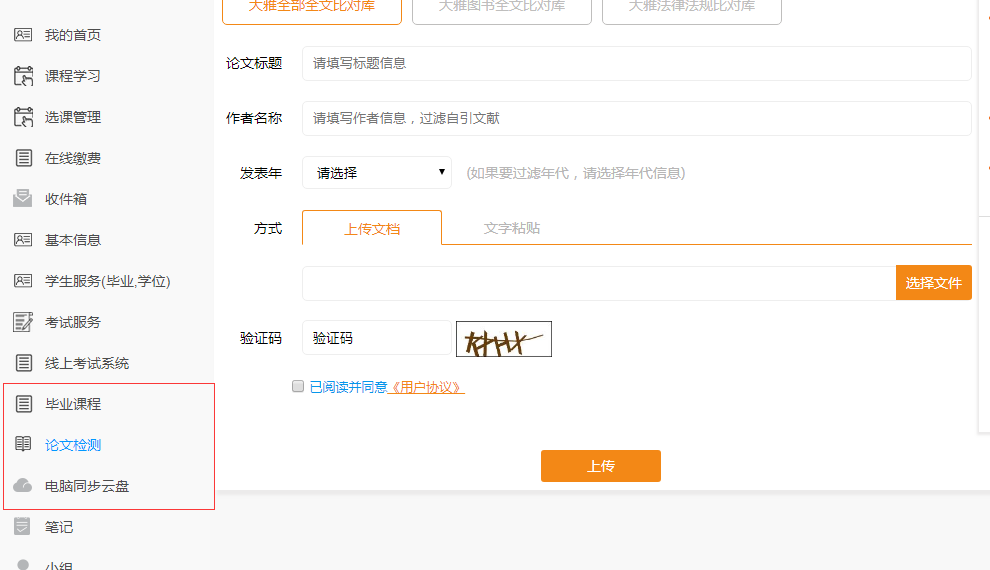 大雅全部全文比对库
大雅图书全文比对库
大雅法律法规比对库
我的首页
课程学习
选课管理
在线缴费
收件箱
基本信息
学生服务(毕业,学位)
考试服务
线上考试系统
毕业课程
论文检测
电脑同步云盘
笔记
小组
论文标题
请填写标题信息
作者名称
请填写作者信息，过滤自引文献
发表年
请选择
(如果要过滤年代，请选择年代信息)
方式
上传文档
文字粘贴
选择文件
验证码
验证码
已阅读并同意《用户协议》
上传